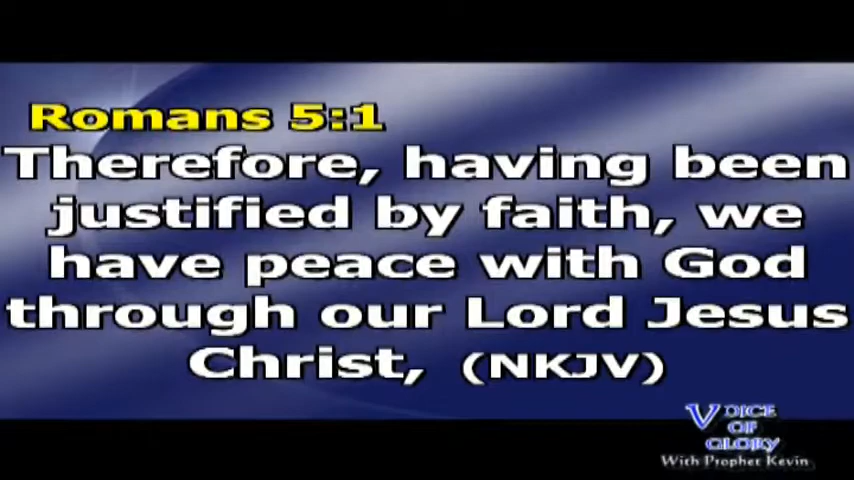 Romans 5:1
Therefore, having been
justified by faith, we
have peace with God
through our Lord Jesus
Christ, (NKJV)
VOICE
OF
GLORY
With Prophet Kevin